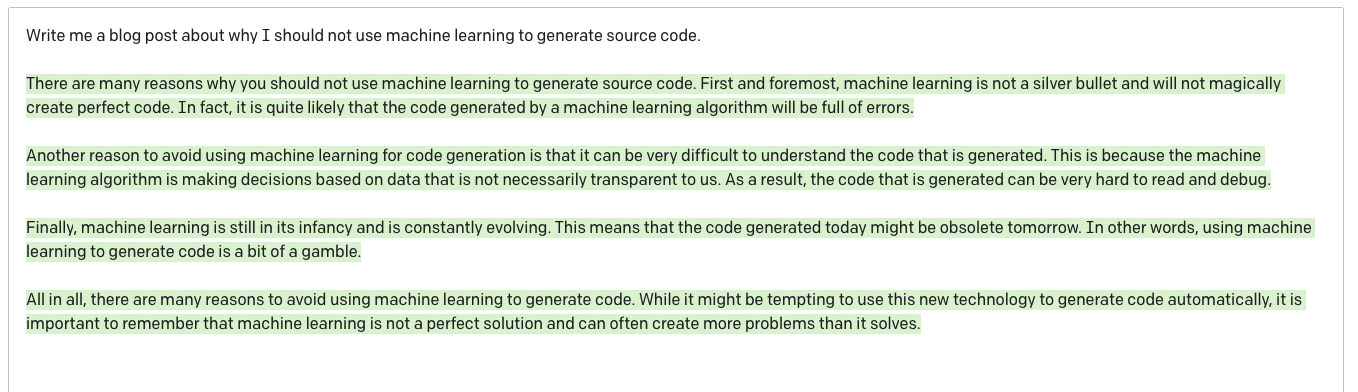 Write me a blog post about why I should not use machine learning to generate source code.
There are many reasons why you should not use machine learning to generate source code. First and foremost, machine learning is not a silver bullet and will not magically
create perfect code. In fact, it is quite likely that the code generated by a machine learning algorithm will be full of errors.
Another reason to avoid using machine learning for code generation is that it can be very difficult to understand the code that is generated. This is because the machine
learning algorithm is making decisions based on data that is not necessarily transparent to us. As a result, the code that is generated can be very hard to read and debug.
Finally, machine learning is still in its infancy and is constantly evolving. This means that the code generated today might be obsolete tomorrow. In other words, using machine
learning to generate code is a bit of a gamble.
All in all, there are many reasons to avoid using machine learning to generate code. While it might be tempting to use this new technology to generate code automatically, it is
important to remember that machine learning is not a perfect solution and can often create more problems than it solves.